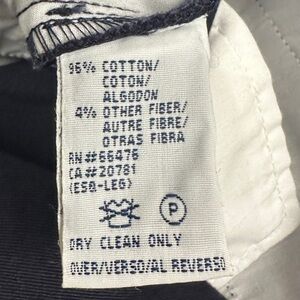 96% COTTON/
COTON/
ALGODON
4% OTHER FIBER/
AUTRE FIBRE/
OTRAS FIBRA
RN#66476
CA#20781
(ESQ-LEG)
P
DRY CLEAN ONLY
OVER/VERSO/AL REVERSO